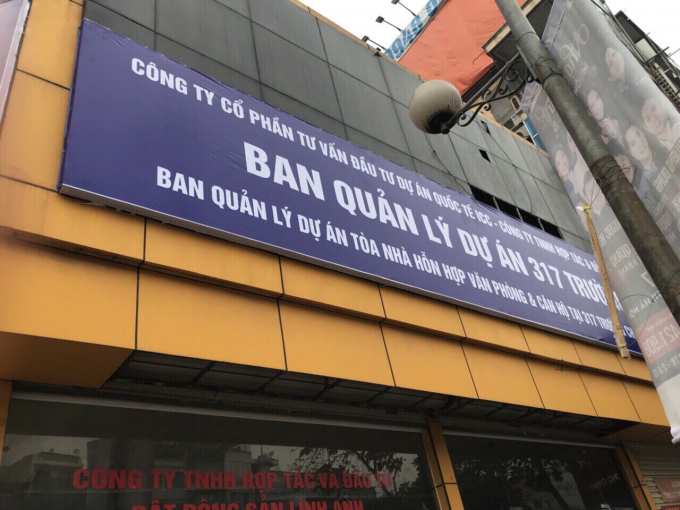 CÔNG TY CỔ PHẦN TƯ VẤN ĐẦU TƯ DỰ ÁN QUỐC TẾ ICC - CÔNG TY TNHH HỢP TÁC &
BAN QUẢN LÝ DỰ ÁN 317 TRƯỜ
BAN QUẢN LÝ DỰ ÁN TÒA NHÀ HỖN HỢP VĂN PHÒNG & CĂN HỘ TẠI 317 TRƯỜNG C
CÔNG TY TNHH HỢP TÁC VÀ ĐẦU TƯ
BẤT ĐỘNG SẢN LINH ANH